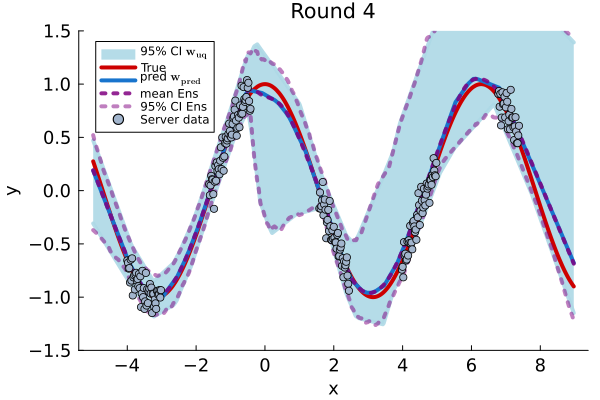 Round 4
95% CI w_uq
True
pred w_pred
mean Ens
95% CI Ens
Server data
y
1.5
1.0
0.5
0.0
−0.5
−1.0
−1.5
−4 −2 0 2 4 6 8
x